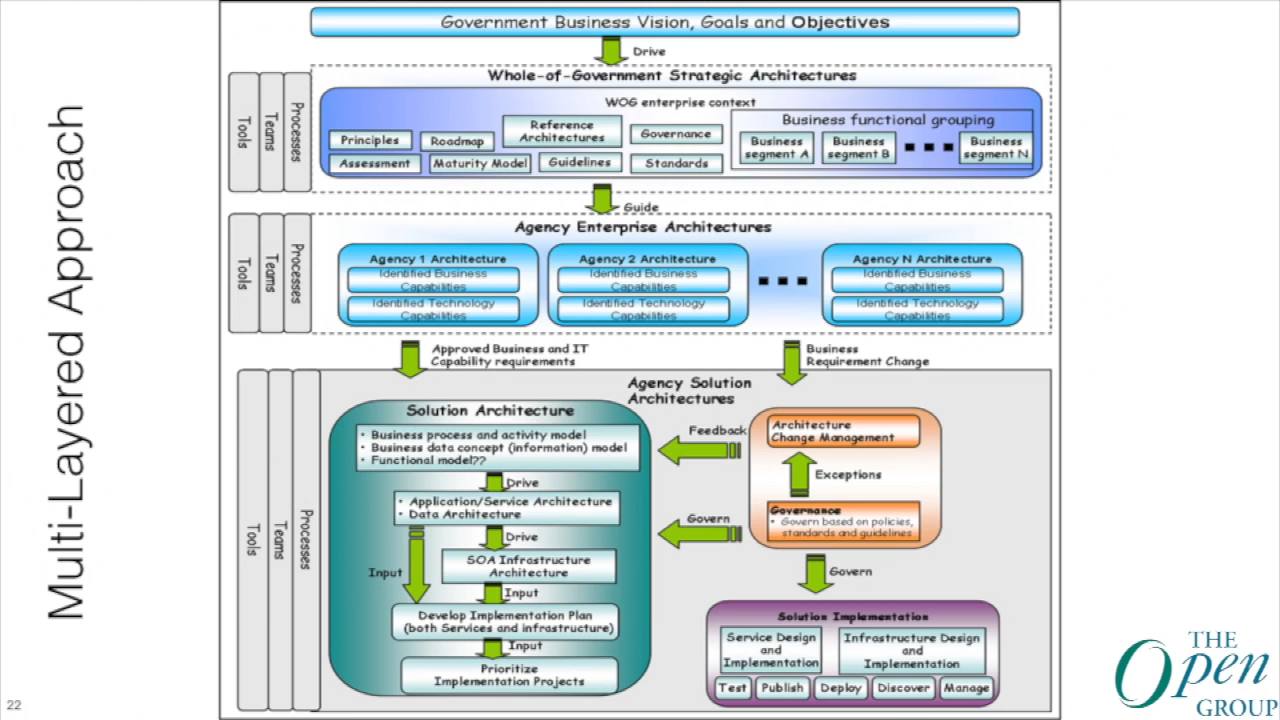 Multi-Layered Approach
Government Business Vision, Goals and Objectives
Drive
Whole-of-Government Strategic Architectures
Tools
Teams
Processes
WOG enterprise context
Principles
Roadmap
Reference
Architectures
Governance
Assessment
Maturity Model
Guidelines
Standards
Business functional grouping
Business
segment A
Business
segment B
Business
segment N
Guide
Agency Enterprise Architectures
Tools
Teams
Processes
Agency 1 Architecture
Identified Business
Capabilities
Identified Technology
Capabilities
Agency 2 Architecture
Identified Business
Capabilities
Identified Technology
Capabilities
Agency N Architecture
Identified Business
Capabilities
Identified Technology
Capabilities
Approved Business and IT
Capability requirements
Business
Requirement Change
Agency Solution
Architectures
Tools
Teams
Processes
Solution Architecture
• Business process and activity model
• Business data concept (information) model
• Functional model??
Drive
• Application/Service Architecture
• Data Architecture
Drive
Input
SOA Infrastructure
Architecture
Input
Develop Implementation Plan
(both Services and infrastructure)
Input
Prioritize
Implementation Projects
Feedback
Govern
Architecture
Change Management
Exceptions
Governance
• Govern based on policies,
standards and guidelines
Govern
Solution Implementation
Service Design
and
Implementation
Infrastructure Design
and
Implementation
Test
Publish
Deploy
Discover
Manage
22
THE
Open
GROUP